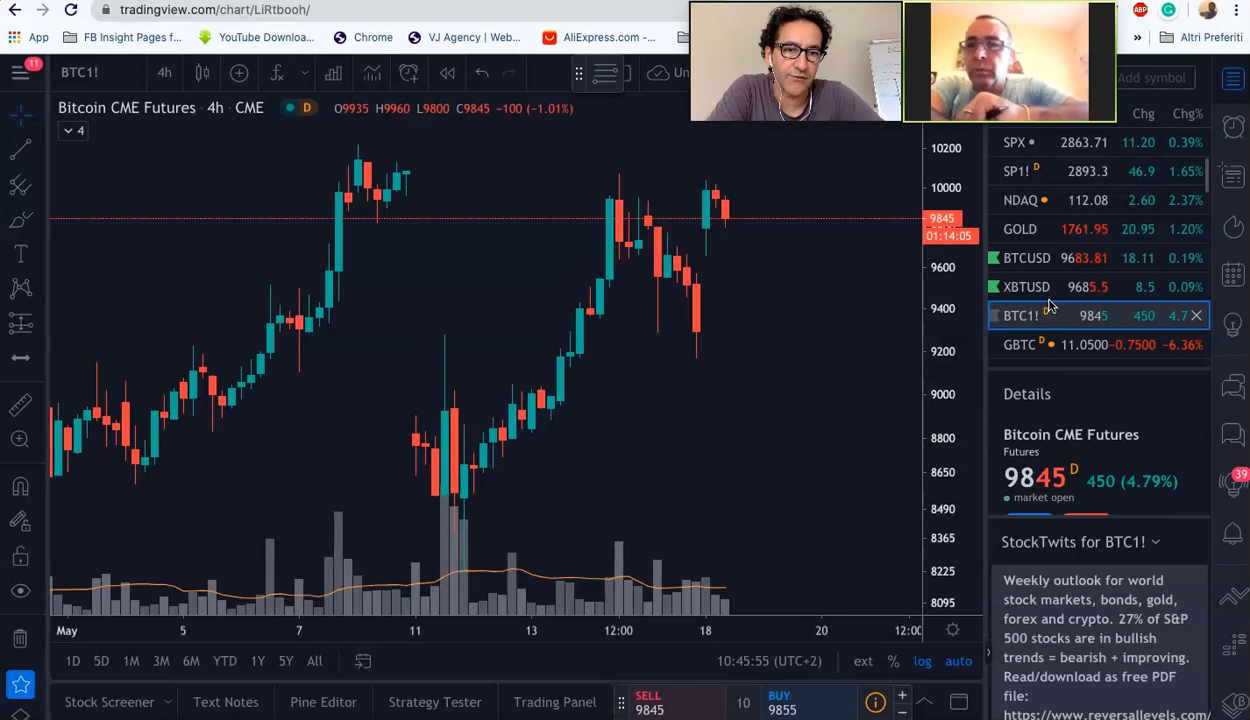 tradingview.com/chart/LiRtbooh/
ABP
App
FB Insight Pages f...
YouTube Downloa...
Chrome
VJ Agency | Web...
AliExpress.com -...
»
Altri Preferiti
11
BTC1!
4h
Un
Add symbol
Bitcoin CME Futures · 4h · CME
D
O9935 H9960 L9800 C9845 -100 (-1.01%)
4
Chg Chg%
SPX 2863.71 11.20 0.39%
SP1! D 2893.3 46.9 1.65%
NDAQ 112.08 2.60 2.37%
GOLD 1761.95 20.95 1.20%
BTCUSD 9683.81 18.11 0.19%
XBTUSD 9685.5 8.5 0.09%
BTC1! D 9845 450 4.7
GBTC D 11.0500 -0.7500 -6.36%
10200
10000
9845
01:14:05
9600
9400
9200
9000
8800
8650
8490
8365
8225
8095
May 5 7 11 13 12:00 18 20 12:00
Details
Bitcoin CME Futures
Futures
9845 D 450 (4.79%)
market open
39
StockTwits for BTC1!
Weekly outlook for world
stock markets, bonds, gold,
forex and crypto. 27% of S&P
500 stocks are in bullish
trends = bearish + improving.
Read/download as free PDF
file:
https://www.reversallevels.com
1D 5D 1M 3M 6M YTD 1Y 5Y All
10:45:55 (UTC+2)
ext % log auto
Stock Screener
Text Notes
Pine Editor
Strategy Tester
Trading Panel
SELL
9845
10
BUY
9855